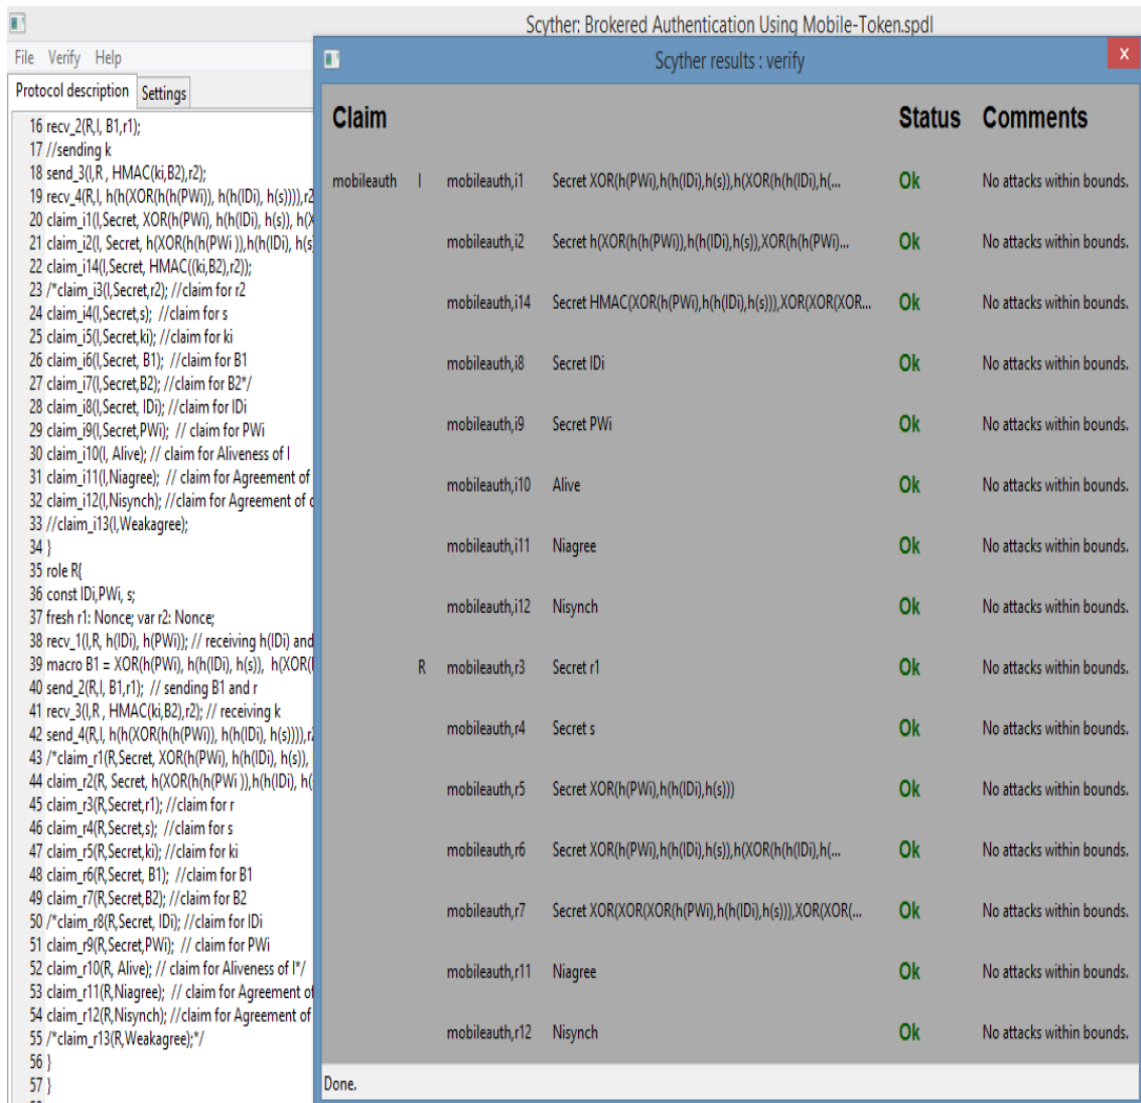 Scyther: Brokered Authentication Using Mobile-Token.spdl
File Verify Help
Protocol description Settings
16 recv_2(R,I, B1,r1);
17 //sending k
18 send_3(I,R , HMAC(ki,B2),r2);
19 recv_4(R,I, h(h(XOR(h(h(PWi)), h(h(IDi), h(s)))),r2
20 claim_i1(I,Secret, XOR(h(PWi), h(h(IDi), h(s)), h(X
21 claim_i2(I, Secret, h(XOR(h(h(PWi )),h(h(IDi), h(s
22 claim_i14(I,Secret, HMAC((ki,B2),r2));
23 /*claim_i3(I,Secret,r2); //claim for r2
24 claim_i4(I,Secret,s); //claim for s
25 claim_i5(I,Secret,ki); //claim for ki
26 claim_i6(I,Secret, B1); //claim for B1
27 claim_i7(I,Secret,B2); //claim for B2*/
28 claim_i8(I,Secret, IDi); //claim for IDi
29 claim_i9(I,Secret,PWi); // claim for PWi
30 claim_i10(I, Alive); // claim for Aliveness of I
31 claim_i11(I,Niagree); // claim for Agreement of
32 claim_i12(I,Nisynch); //claim for Agreement of
33 //claim_i13(I,Weakagree);
34 }
35 role R{
36 const IDi,PWi, s;
37 fresh r1: Nonce; var r2: Nonce;
38 recv_1(I,R, h(IDi), h(PWi)); // receiving h(IDi) and
39 macro B1 = XOR(h(PWi), h(h(IDi), h(s)), h(XOR(
40 send_2(R,I, B1,r1); // sending B1 and r
41 recv_3(I,R , HMAC(ki,B2),r2); // receiving k
42 send_4(R,I, h(h(XOR(h(h(PWi)), h(h(IDi), h(s)))),r
43 /*claim_r1(R,Secret, XOR(h(PWi), h(h(IDi), h(s)),
44 claim_r2(R, Secret, h(XOR(h(h(PWi )),h(h(IDi), h(
45 claim_r3(R,Secret,r1); //claim for r
46 claim_r4(R,Secret,s); //claim for s
47 claim_r5(R,Secret,ki); //claim for ki
48 claim_r6(R,Secret, B1); //claim for B1
49 claim_r7(R,Secret,B2); //claim for B2
50 /*claim_r8(R,Secret, IDi); //claim for IDi
51 claim_r9(R,Secret,PWi); // claim for PWi
52 claim_r10(R, Alive); // claim for Aliveness of I*/
53 claim_r11(R,Niagree); // claim for Agreement of
54 claim_r12(R,Nisynch); //claim for Agreement of
55 /*claim_r13(R,Weakagree);*/
56 }
57 }
Scyther results : verify
x
Claim Status Comments
mobileauth I mobileauth,i1 Secret XOR(h(PWi),h(h(IDi),h(s)),h(XOR(h(h(IDi),h(... Ok No attacks within bounds.
mobileauth,i2 Secret h(XOR(h(h(PWi)),h(h(IDi),h(s)),XOR(h(h(PWi)... Ok No attacks within bounds.
mobileauth,i14 Secret HMAC(XOR(h(PWi),h(h(IDi),h(s))),XOR(XOR(XOR... Ok No attacks within bounds.
mobileauth,i8 Secret IDi Ok No attacks within bounds.
mobileauth,i9 Secret PWi Ok No attacks within bounds.
mobileauth,i10 Alive Ok No attacks within bounds.
mobileauth,i11 Niagree Ok No attacks within bounds.
mobileauth,i12 Nisynch Ok No attacks within bounds.
R mobileauth,r3 Secret r1 Ok No attacks within bounds.
mobileauth,r4 Secret s Ok No attacks within bounds.
mobileauth,r5 Secret XOR(h(PWi),h(h(IDi),h(s))) Ok No attacks within bounds.
mobileauth,r6 Secret XOR(h(PWi),h(h(IDi),h(s)),h(XOR(h(h(IDi),h(... Ok No attacks within bounds.
mobileauth,r7 Secret XOR(XOR(XOR(h(PWi),h(h(IDi),h(s))),XOR(XOR(... Ok No attacks within bounds.
mobileauth,r11 Niagree Ok No attacks within bounds.
mobileauth,r12 Nisynch Ok No attacks within bounds.
Done.